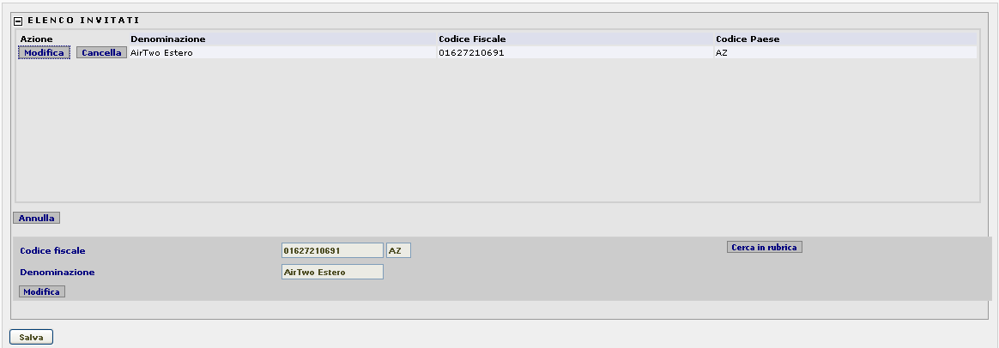 ELENCO INVITATI
Azione Denominazione Codice Fiscale Codice Paese
Modifica Cancella AirTwo Estero 01627210691 AZ
Annulla
Codice fiscale 01627210691 AZ Cerca in rubrica
Denominazione AirTwo Estero
Modifica
Salva